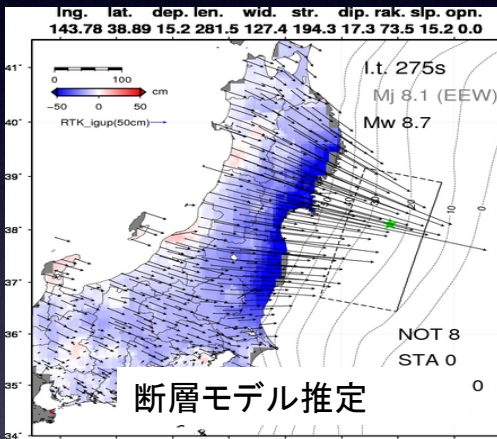 lng. lat. dep. len. wid. str. dip. rak. slp. opn.
143.78 38.89 15.2 281.5 127.4 194.3 17.3 73.5 15.2 0.0
41°
40°
39°
38°
37°
36°
35°
34°
0 100
cm
−50 0 50
RTK_igup(50cm)
I.t. 275s
Mj 8.1 (EEW)
Mw 8.7
20
10
0
NOT 8
STA 0
0
断層モデル推定